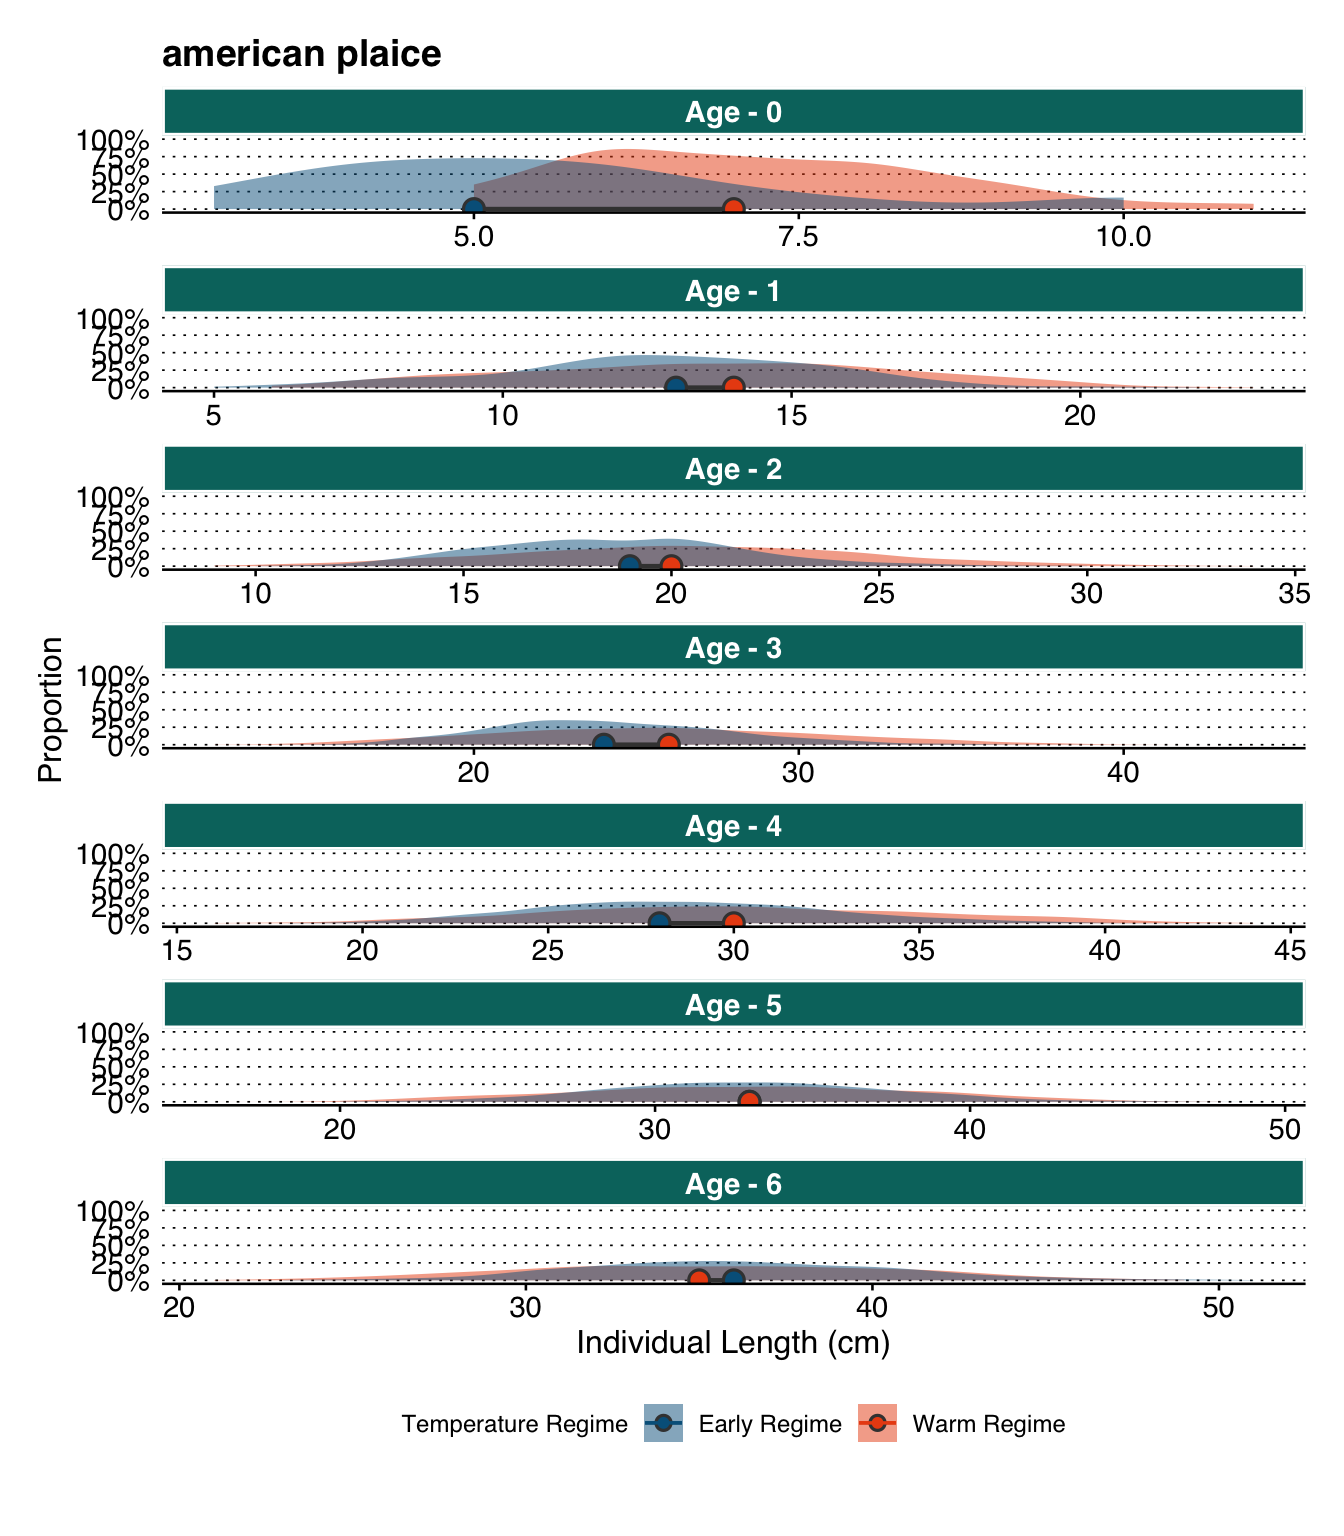 american plaice
Age - 0
100%
75%
50%
25%
0%
5.0 7.5 10.0
Age - 1
100%
75%
50%
25%
0%
5 10 15 20
Age - 2
100%
75%
50%
25%
0%
10 15 20 25 30 35
Age - 3
100%
75%
50%
25%
0%
20 30 40
Proportion
Age - 4
100%
75%
50%
25%
0%
15 20 25 30 35 40 45
Age - 5
100%
75%
50%
25%
0%
20 30 40 50
Age - 6
100%
75%
50%
25%
0%
20 30 40 50
Individual Length (cm)
Temperature Regime Early Regime Warm Regime